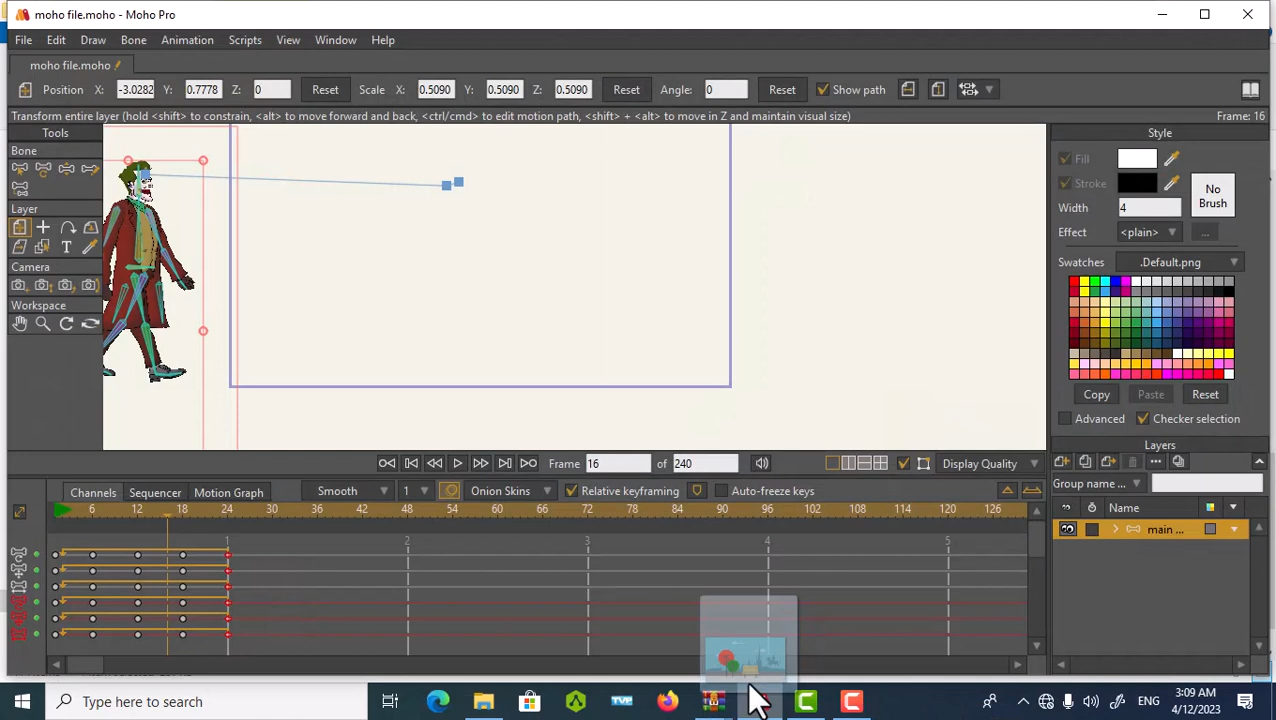 moho file.moho - Moho Pro
File Edit Draw Bone Animation Scripts View Window Help
moho file.moho
Position X: -3.0282 Y: 0.7778 Z: 0 Reset Scale X: 0.5090 Y: 0.5090 Z: 0.5090 Reset Angle: 0 Reset Show path
Transform entire layer (hold <shift> to constrain, <alt> to move forward and back, <ctrl/cmd> to edit motion path, <shift> + <alt> to move in Z and maintain visual size) Frame: 16
Tools
Bone
Layer
T
Camera
Workspace
Style
Fill
Stroke
No
Brush
Width 4
Effect <plain> ...
Swatches .Default.png
Copy Paste Reset
Advanced Checker selection
Layers
Group name ...
Name
main ...
Frame 16 of 240 Display Quality
Channels Sequencer Motion Graph Smooth 1 Onion Skins Relative keyframing Auto-freeze keys
6 12 18 24 30 36 42 48 54 60 66 72 78 84 90 96 102 108 114 120 126
1 2 3 4 5
Type here to search
TVP
ENG
3:09 AM
4/12/2023